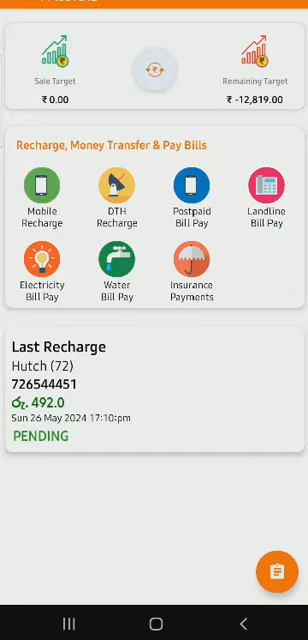 Sale Target
Remaining Target
₹ 0.00
₹ -12,819.00
Recharge, Money Transfer & Pay Bills
Mobile Recharge
DTH Recharge
Postpaid Bill Pay
Landline Bill Pay
Electricity Bill Pay
Water Bill Pay
Insurance Payments
Last Recharge
Hutch (72)
726544451
රු. 492.0
Sun 26 May 2024 17:10:pm
PENDING